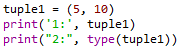 tuple1 = (5, 10)
print('1:', tuple1)
print("2:", type(tuple1))